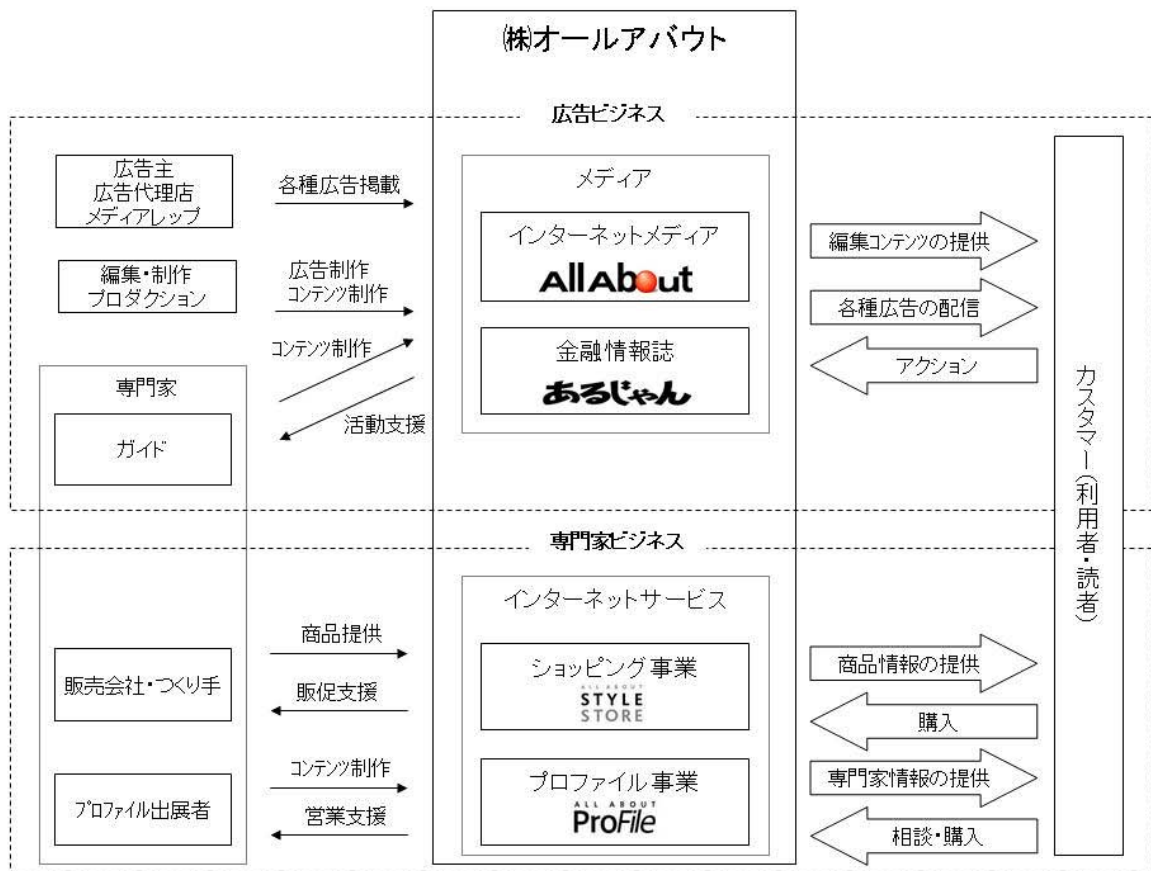 ㈱オールアバウト
広告ビジネス
広告主
広告代理店
メディアレップ
各種広告掲載
メディア
インターネットメディア
All About
編集コンテンツの提供
編集・制作
プロダクション
広告制作
コンテンツ制作
各種広告の配信
コンテンツ制作
金融情報誌
あるじゃん
アクション
専門家
ガイド
活動支援
カスタマー(利用者・読者)
専門家ビジネス
インターネットサービス
販売会社・つくり手
商品提供
販促支援
ショッピング事業
ALL ABOUT
STYLE
STORE
商品情報の提供
購入
プロファイル出展者
コンテンツ制作
営業支援
プロファイル事業
ALL ABOUT
ProFile
専門家情報の提供
相談・購入